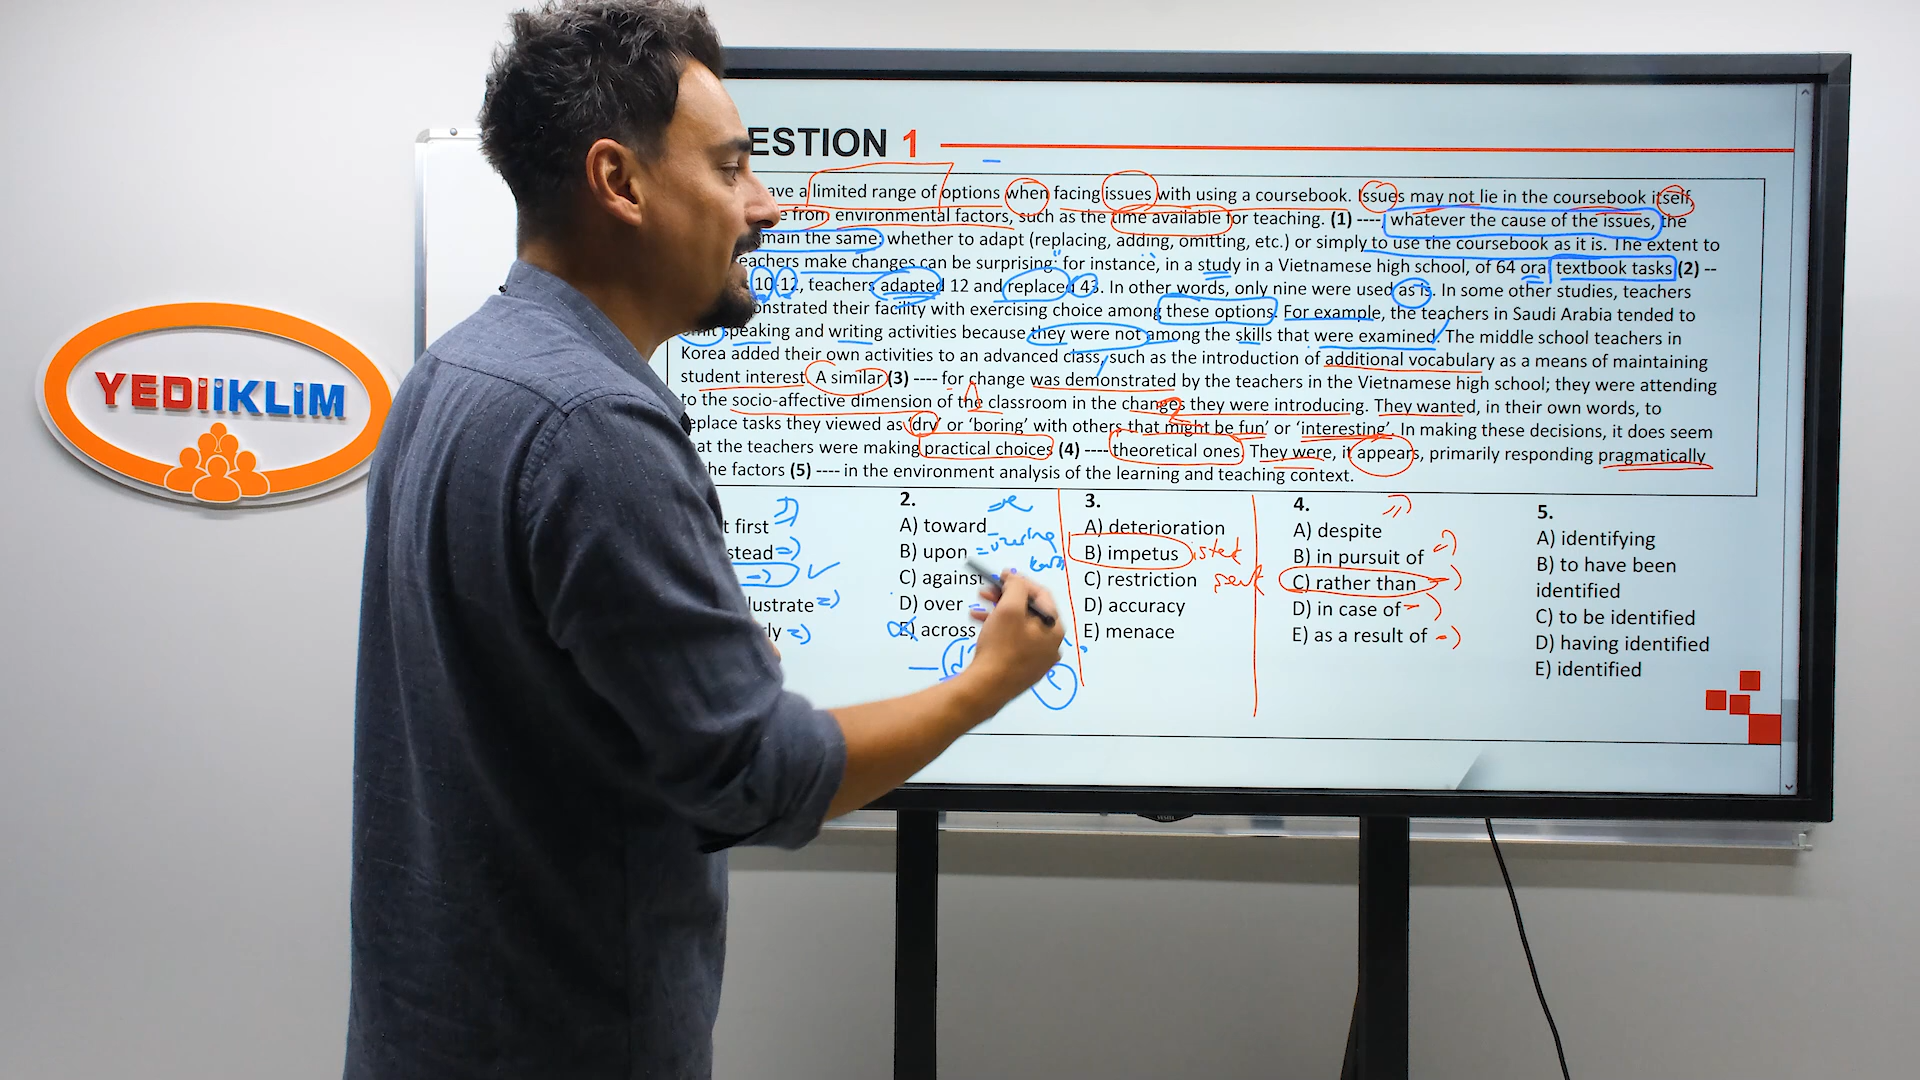 YEDiiKLiM
ESTION 1
ave a limited range of options when facing issues with using a coursebook. Issues may not lie in the coursebook itself,
e from environmental factors, such as the time available for teaching. (1) ---- whatever the cause of the issues, the
main the same: whether to adapt (replacing, adding, omitting, etc.) or simply to use the coursebook as it is. The extent to
eachers make changes can be surprising: for instance, in a study in a Vietnamese high school, of 64 oral textbook tasks (2) --
10-12, teachers adapted 12 and replaced 43. In other words, only nine were used as is. In some other studies, teachers
onstrated their facility with exercising choice among these options. For example, the teachers in Saudi Arabia tended to
omit speaking and writing activities because they were not among the skills that were examined. The middle school teachers in
Korea added their own activities to an advanced class, such as the introduction of additional vocabulary as a means of maintaining
student interest. A similar (3) ---- for change was demonstrated by the teachers in the Vietnamese high school; they were attending
to the socio-affective dimension of the classroom in the changes they were introducing. They wanted, in their own words, to
eplace tasks they viewed as 'dry' or 'boring' with others that might be fun' or 'interesting'. In making these decisions, it does seem
at the teachers were making practical choices (4) ---- theoretical ones. They were, it appears, primarily responding pragmatically
the factors (5) ---- in the environment analysis of the learning and teaching context.
t first
stead
lustrate
ly
2.
A) toward
B) upon
C) against
D) over
E) across
3.
A) deterioration
B) impetus
C) restriction
D) accuracy
E) menace
4.
A) despite
B) in pursuit of
C) rather than
D) in case of
E) as a result of
5.
A) identifying
B) to have been
identified
C) to be identified
D) having identified
E) identified